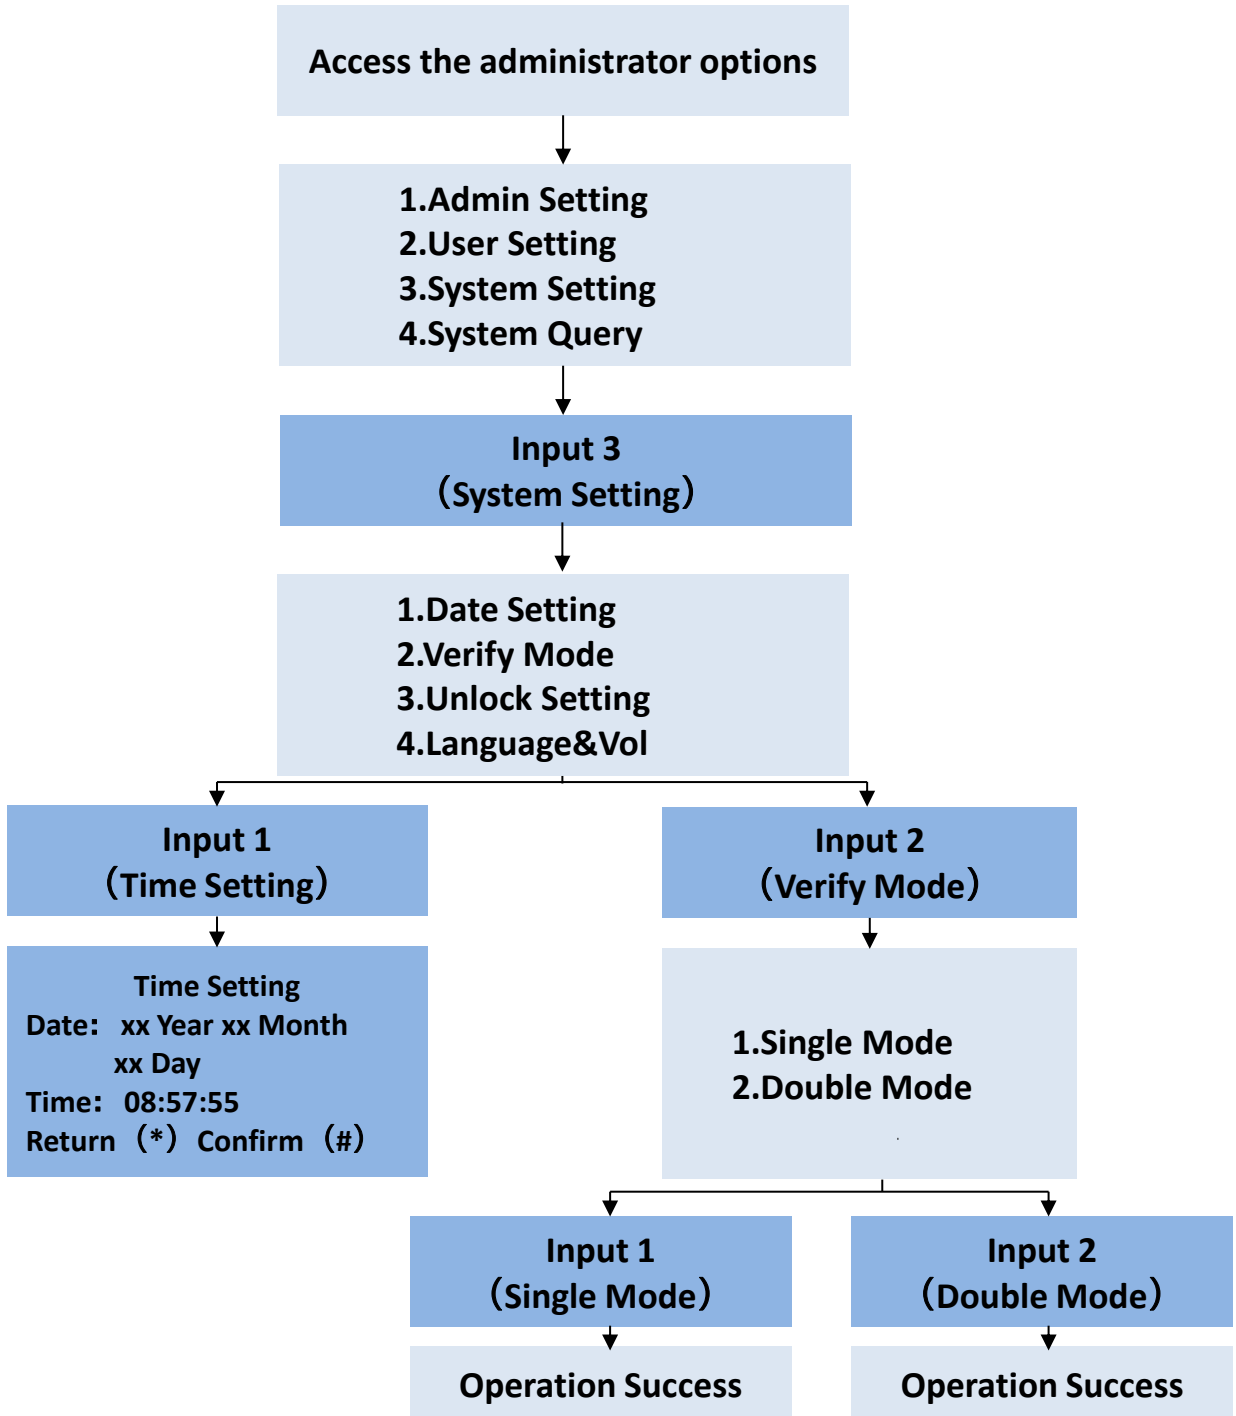 Access the administrator options
1.Admin Setting
2.User Setting
3.System Setting
4.System Query
Input 3
（System Setting）
1.Date Setting
2.Verify Mode
3.Unlock Setting
4.Language&Vol
Input 1
（Time Setting）
Input 2
（Verify Mode）
Time Setting
Date： xx Year xx Month
xx Day
Time： 08:57:55
Return（*）Confirm（#）
1.Single Mode
2.Double Mode
Input 1
（Single Mode）
Input 2
（Double Mode）
Operation Success
Operation Success